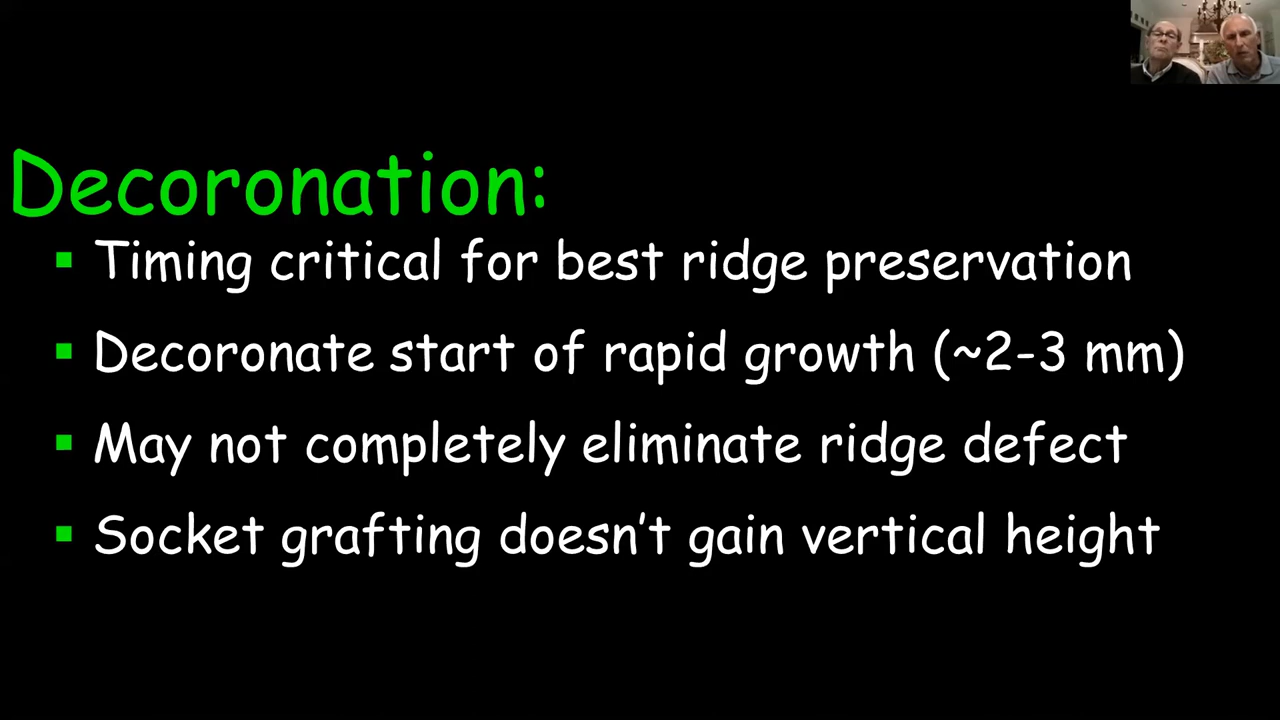 Decoronation:
▪ Timing critical for best ridge preservation
▪ Decoronate start of rapid growth (~2-3 mm)
▪ May not completely eliminate ridge defect
▪ Socket grafting doesn't gain vertical height